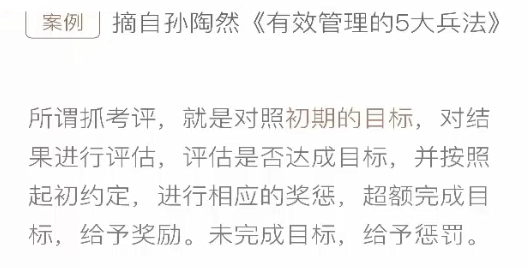 案例 摘自孙陶然《有效管理的5大兵法》
所谓抓考评，就是对照初期的目标，对结
果进行评估，评估是否达成目标，并按照
起初约定，进行相应的奖惩，超额完成目
标，给予奖励。未完成目标，给予惩罚。